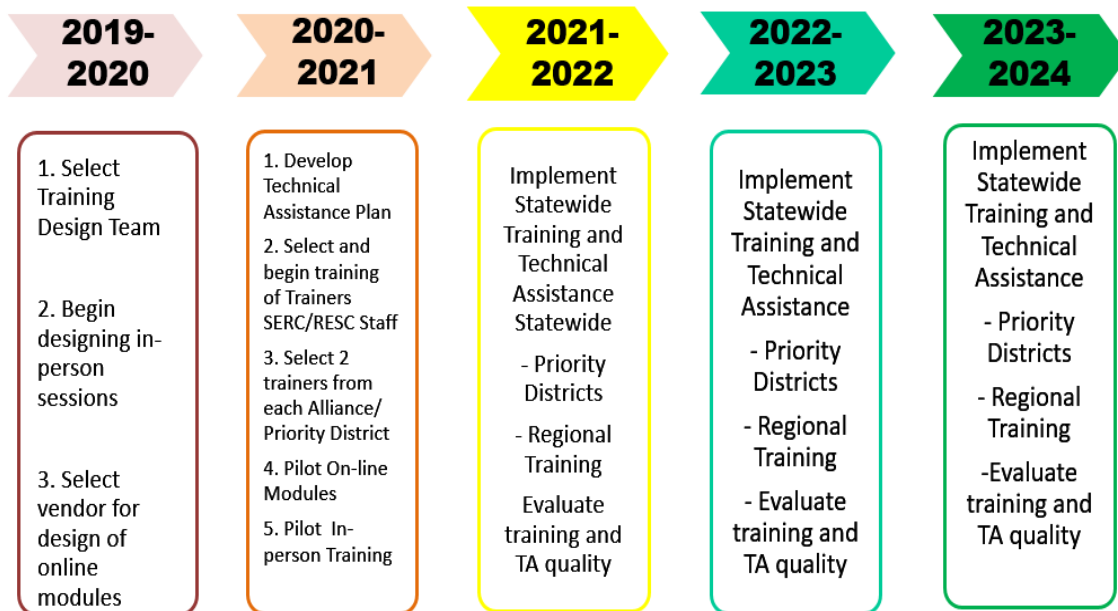 2019-
2020
1. Select
Training
Design Team
2. Begin
designing in-
person
sessions
3. Select
vendor for
design of
online
modules
2020-
2021
1. Develop
Technical
Assistance Plan
2. Select and
begin training
of Trainers
SERC/RESC Staff
3. Select 2
trainers from
each Alliance/
Priority District
4. Pilot On-line
Modules
5. Pilot In-
person Training
2021-
2022
Implement
Statewide
Training and
Technical
Assistance
Statewide
- Priority
Districts
- Regional
Training
Evaluate
training and
TA quality
2022-
2023
Implement
Statewide
Training and
Technical
Assistance
- Priority
Districts
- Regional
Training
- Evaluate
training and
TA quality
2023-
2024
Implement
Statewide
Training and
Technical
Assistance
- Priority
Districts
- Regional
Training
-Evaluate
training and
TA quality